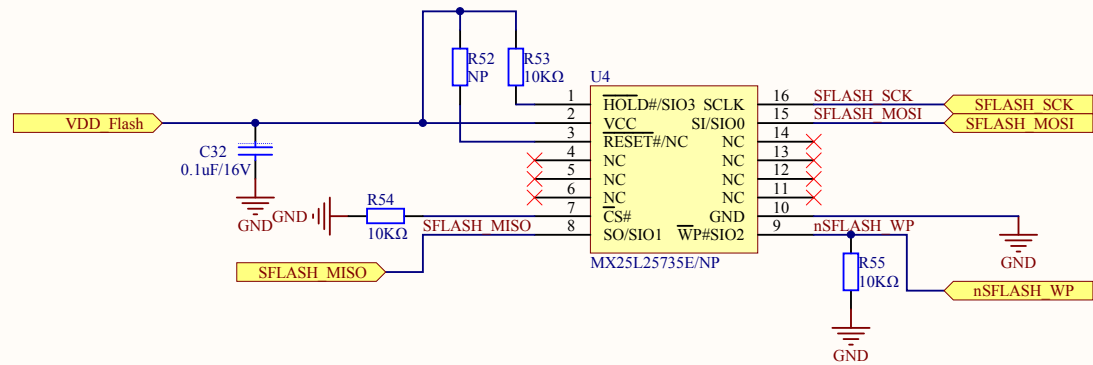 R52
NP
R53
10KΩ
U4
VDD_Flash
C32
0.1uF/16V
GND
1
HOLD#/SIO3
SCLK
16
SFLASH_SCK
SFLASH_SCK
2
VCC
SI/SIO0
15
SFLASH_MOSI
SFLASH_MOSI
3
RESET#/NC
NC
14
4
NC
NC
13
5
NC
NC
12
6
NC
NC
11
7
CS#
GND
10
8
SO/SIO1
WP#SIO2
9
nSFLASH_WP
R54
GND
10KΩ
SFLASH_MISO
SFLASH_MISO
MX25L25735E/NP
GND
R55
10KΩ
nSFLASH_WP
GND